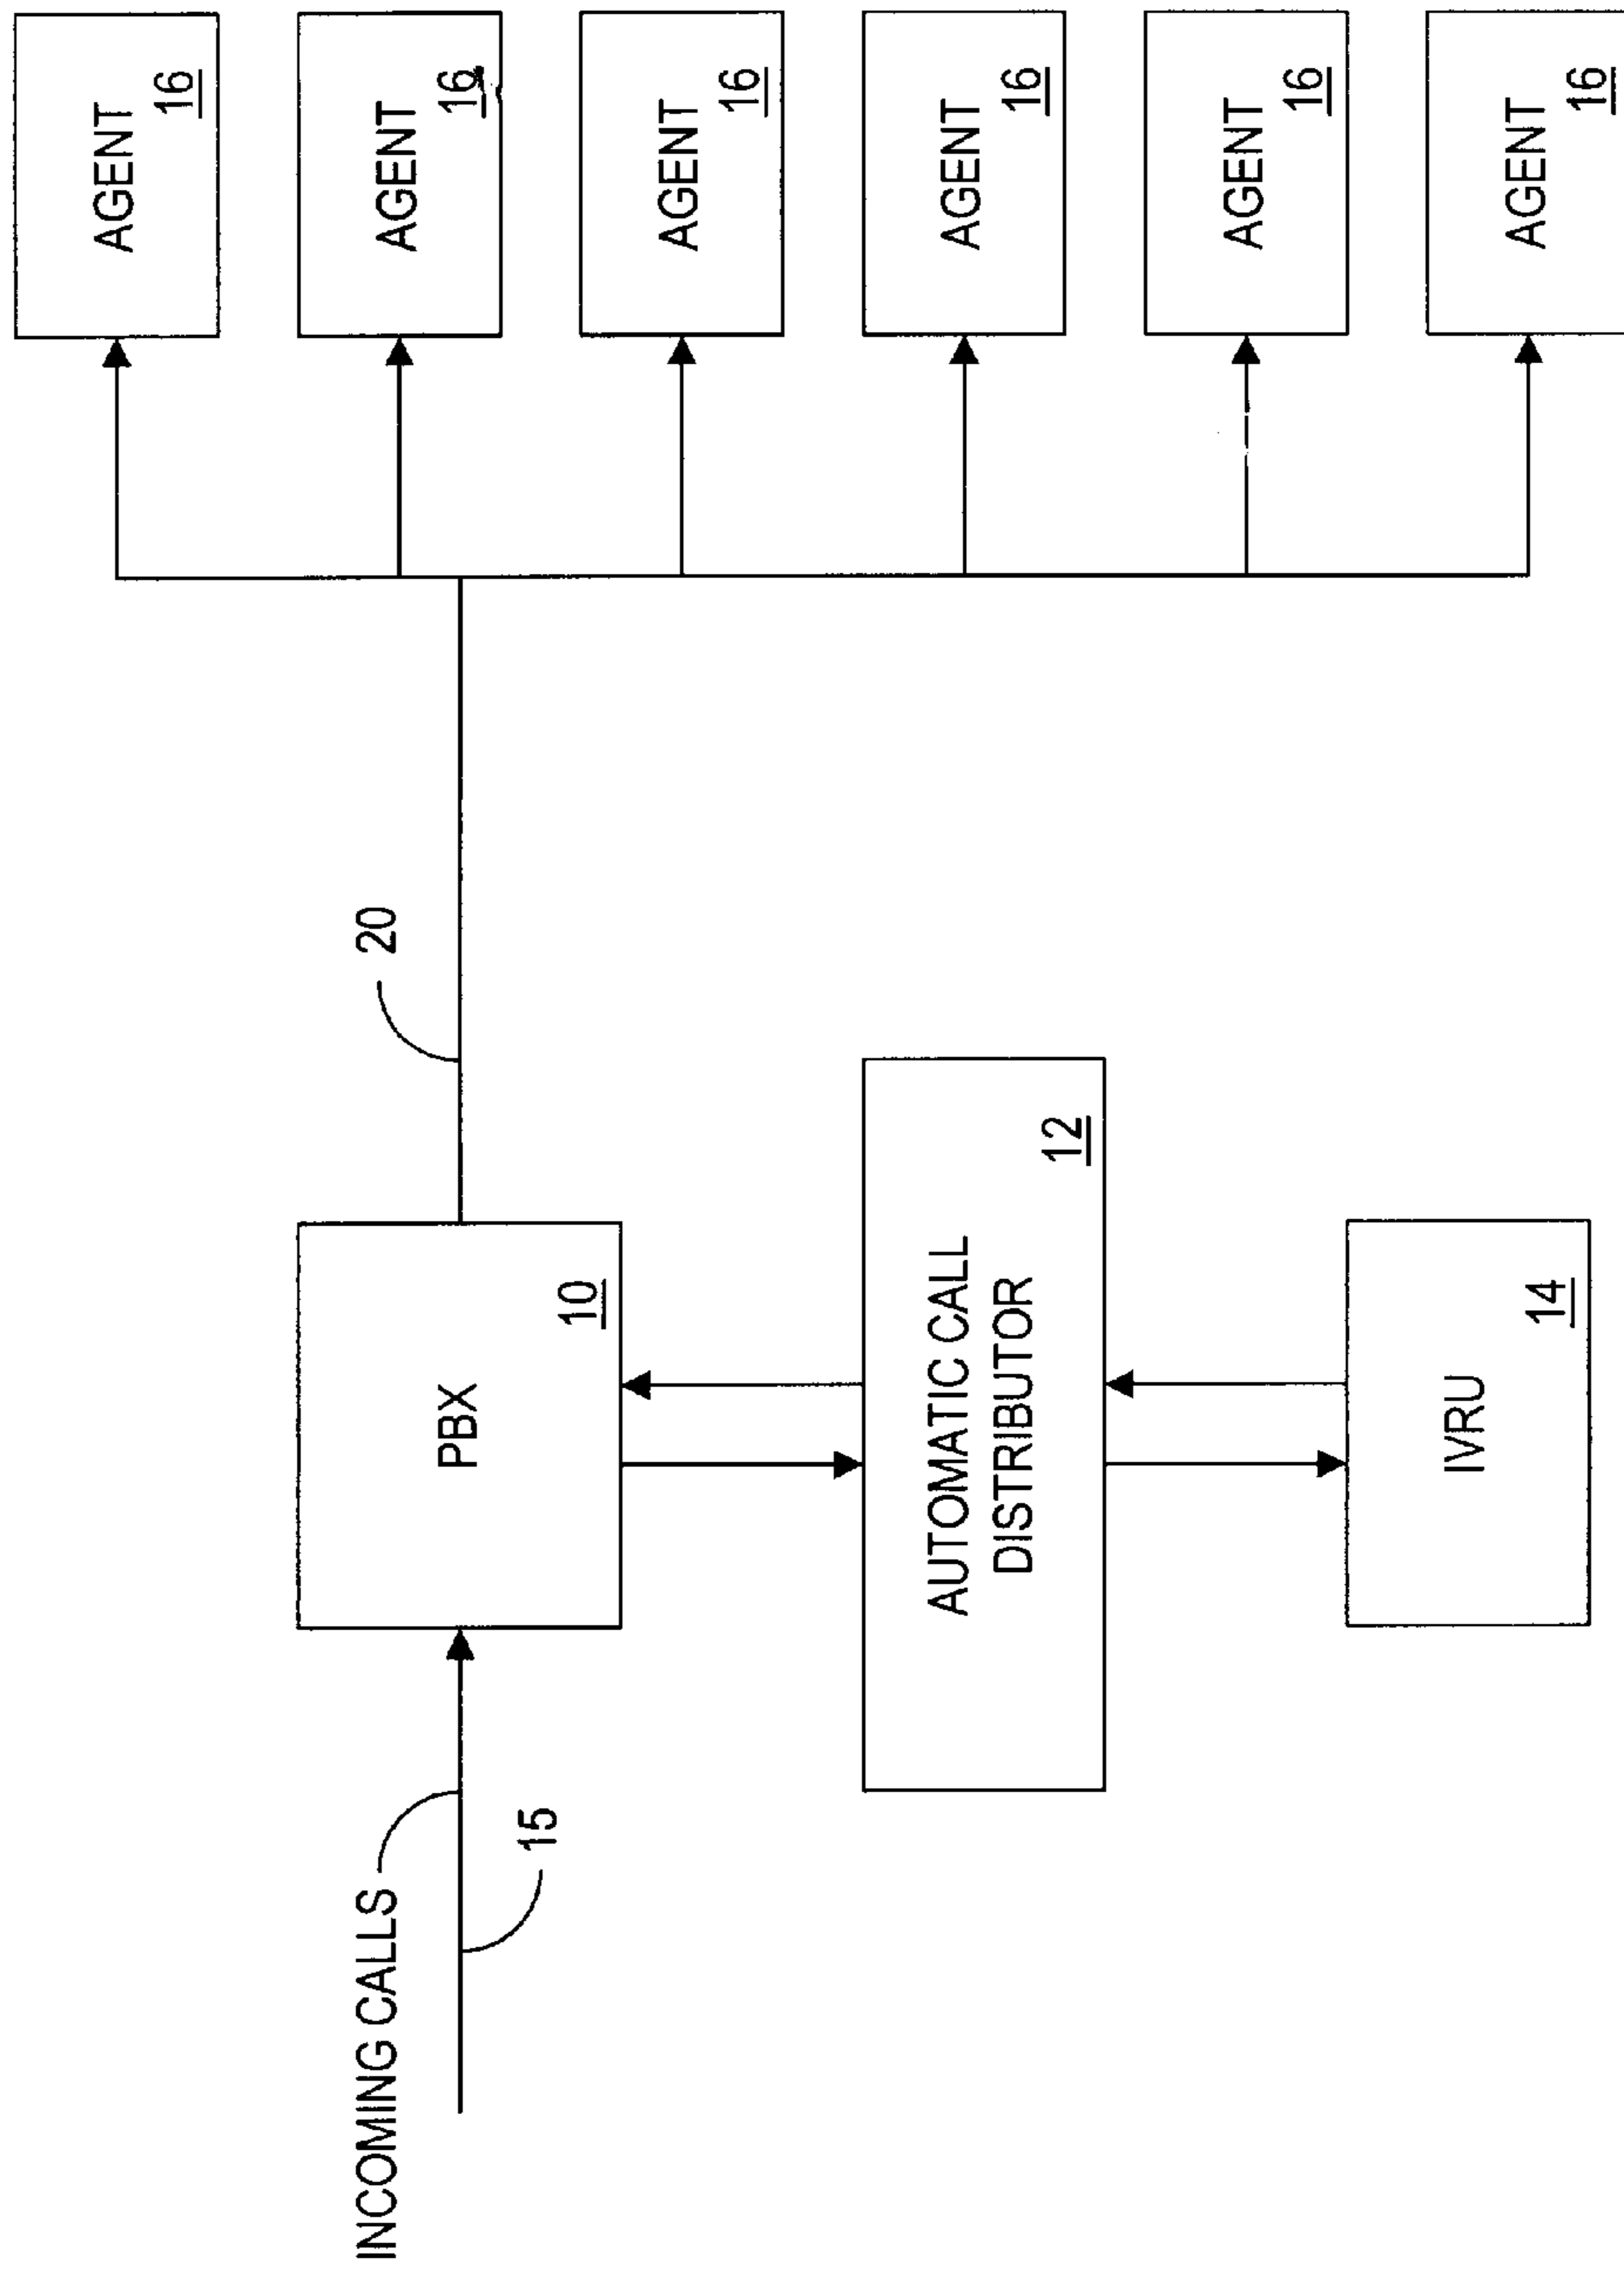 INCOMING CALLS
15
PBX
10
20
AUTOMATIC CALL
DISTRIBUTOR
12
IVRU
14
AGENT
16
AGENT
16
AGENT
16
AGENT
16
AGENT
16
AGENT
16